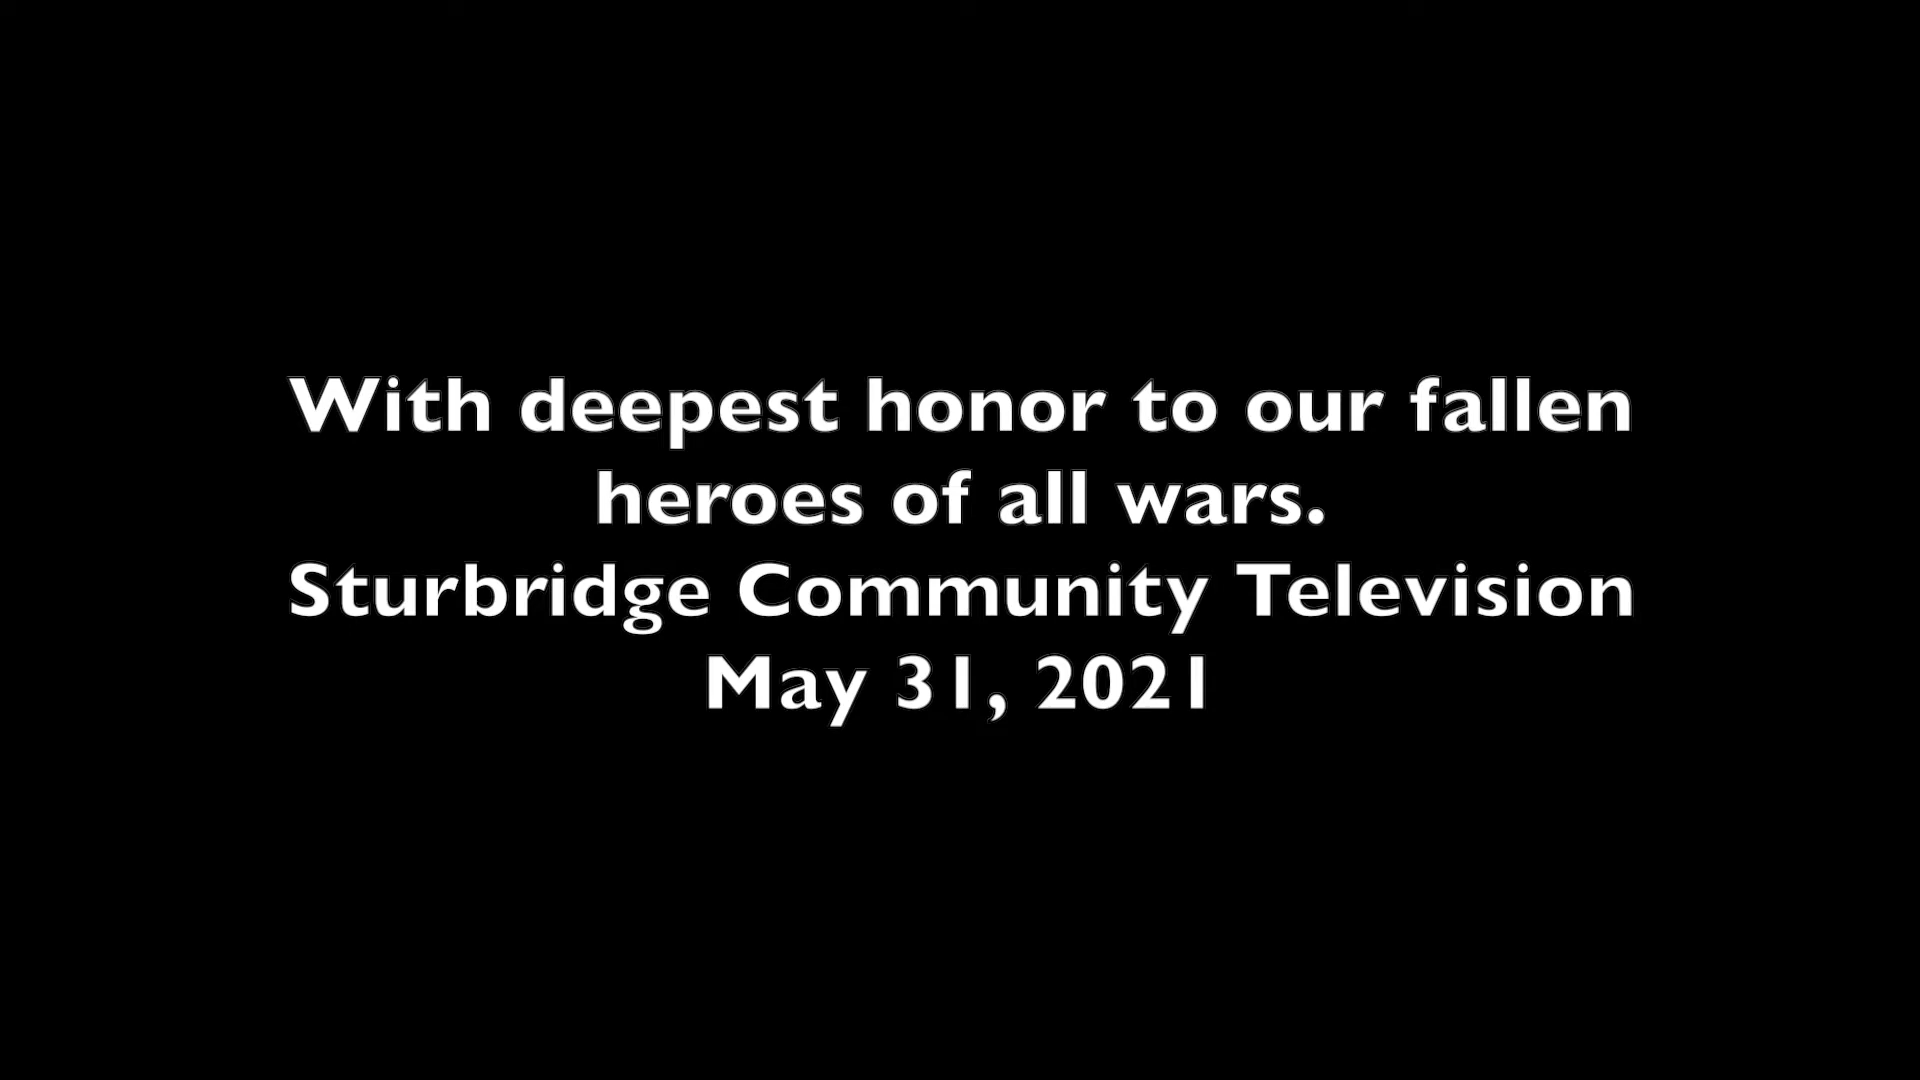 With deepest honor to our fallen
heroes of all wars.
Sturbridge Community Television
May 31, 2021